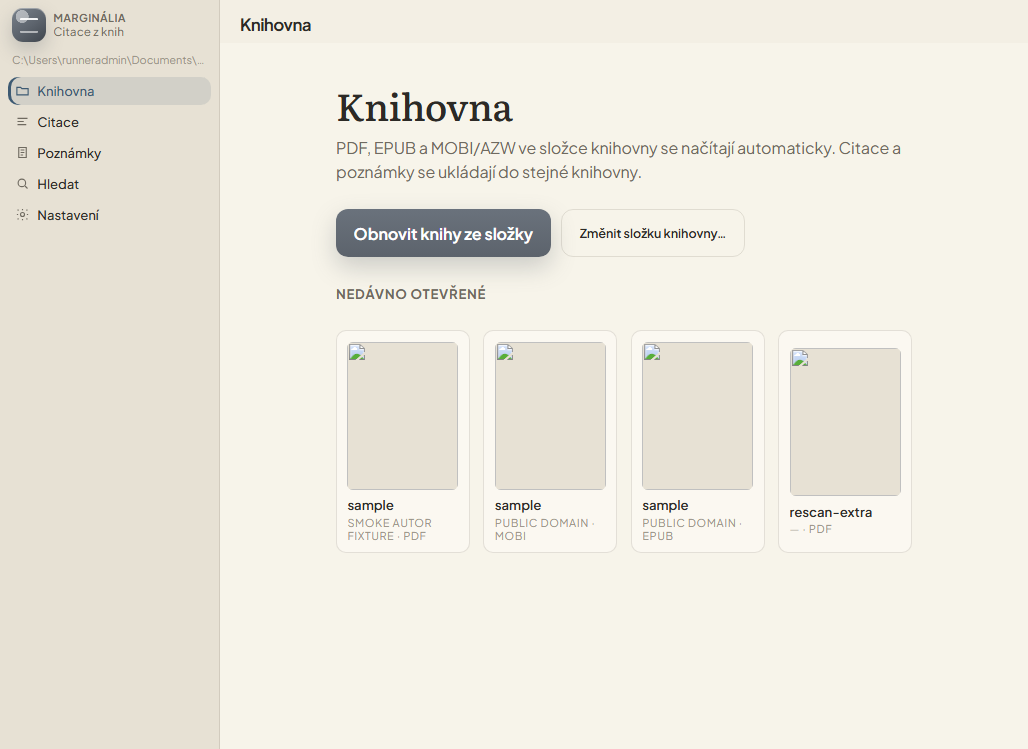 MARGINÁLIA
Citace z knih
C:\Users\runneradmin\Documents\...
Knihovna
Citace
Poznámky
Hledat
Nastavení
Knihovna
Knihovna
PDF, EPUB a MOBI/AZW ve složce knihovny se načítají automaticky. Citace a
poznámky se ukládají do stejné knihovny.
Obnovit knihy ze složky
Změnit složku knihovny…
NEDÁVNO OTEVŘENÉ
sample
SMOKE AUTOR
FIXTURE · PDF
sample
PUBLIC DOMAIN ·
MOBI
sample
PUBLIC DOMAIN ·
EPUB
rescan-extra
— · PDF